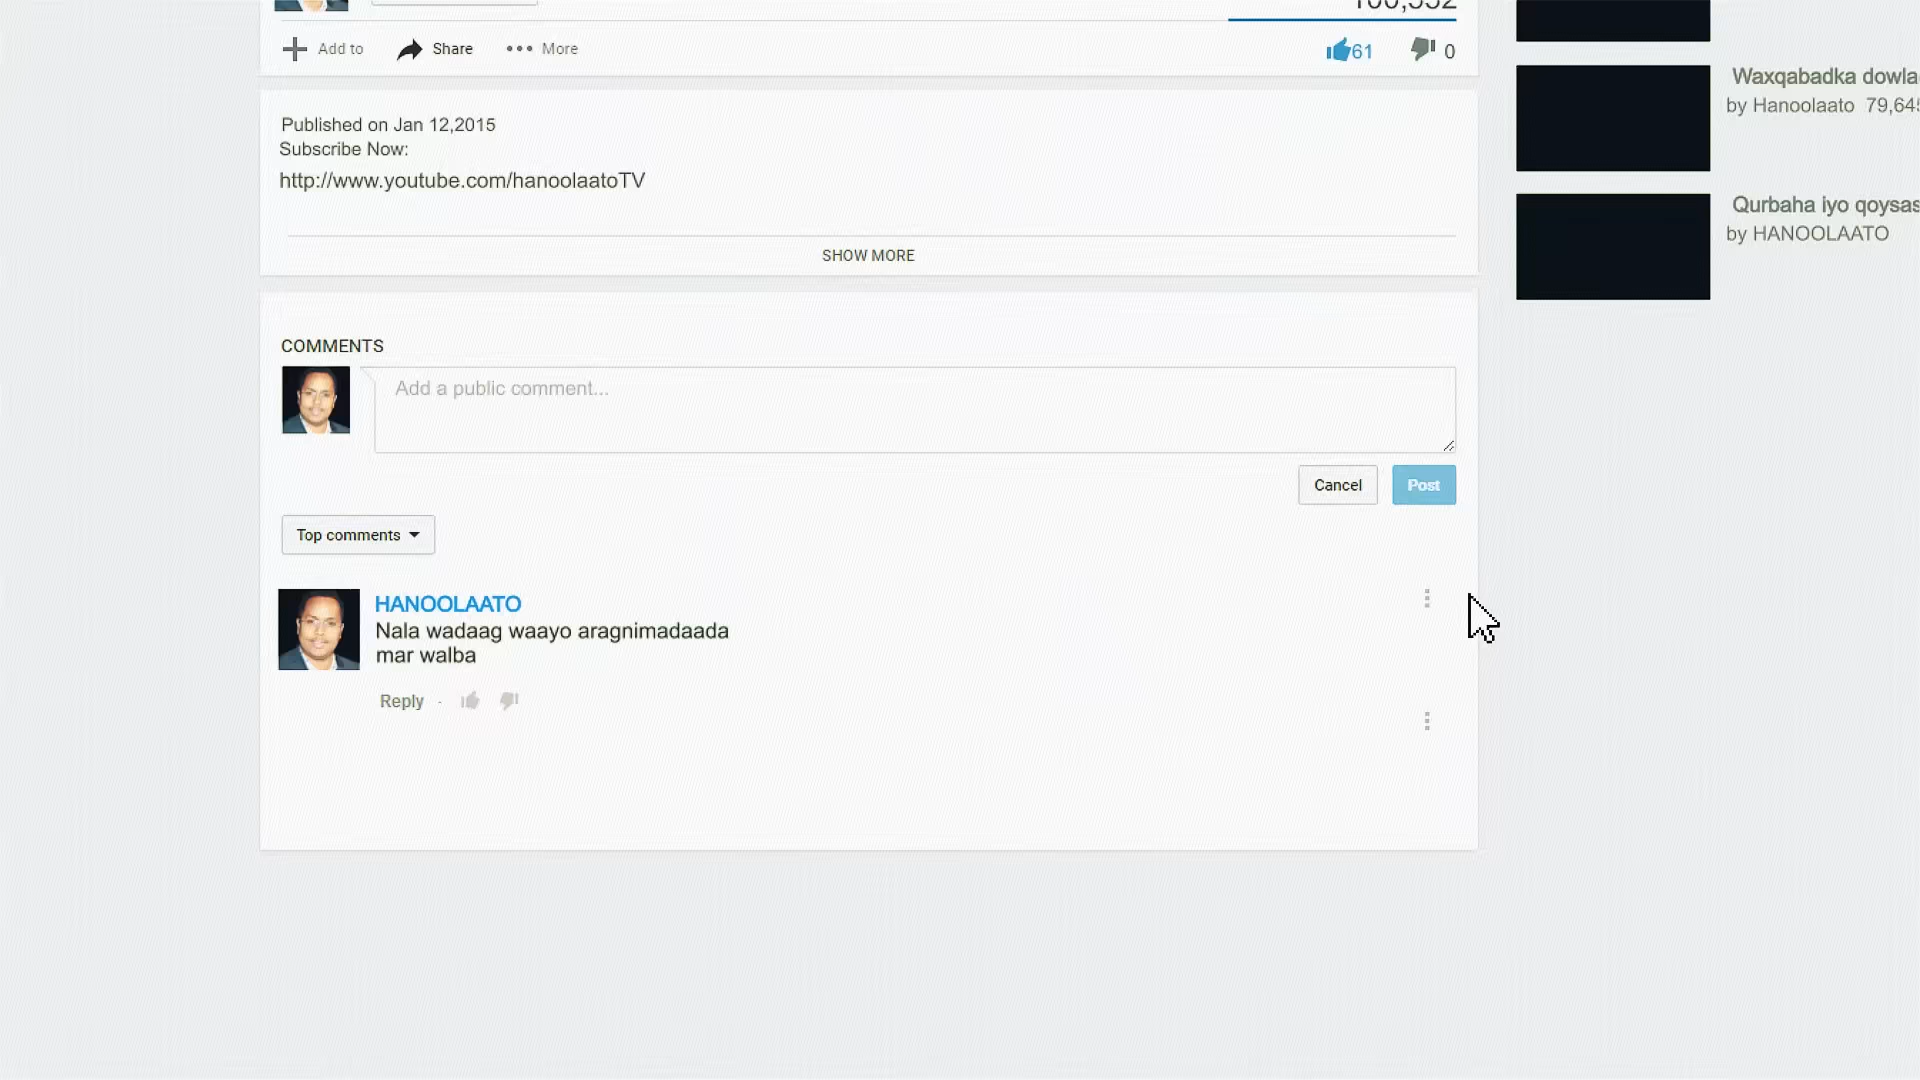 Add to
Share
More
61
0
Published on Jan 12,2015
Subscribe Now:
http://www.youtube.com/hanoolaatoTV
SHOW MORE
COMMENTS
Add a public comment...
Cancel
Post
Top comments
HANOOLAATO
Nala wadaag waayo aragnimadaada
mar walba
Reply
Waxqabadka
by Hanoolaato
Qurbaha iyo
by HANOOLAATO